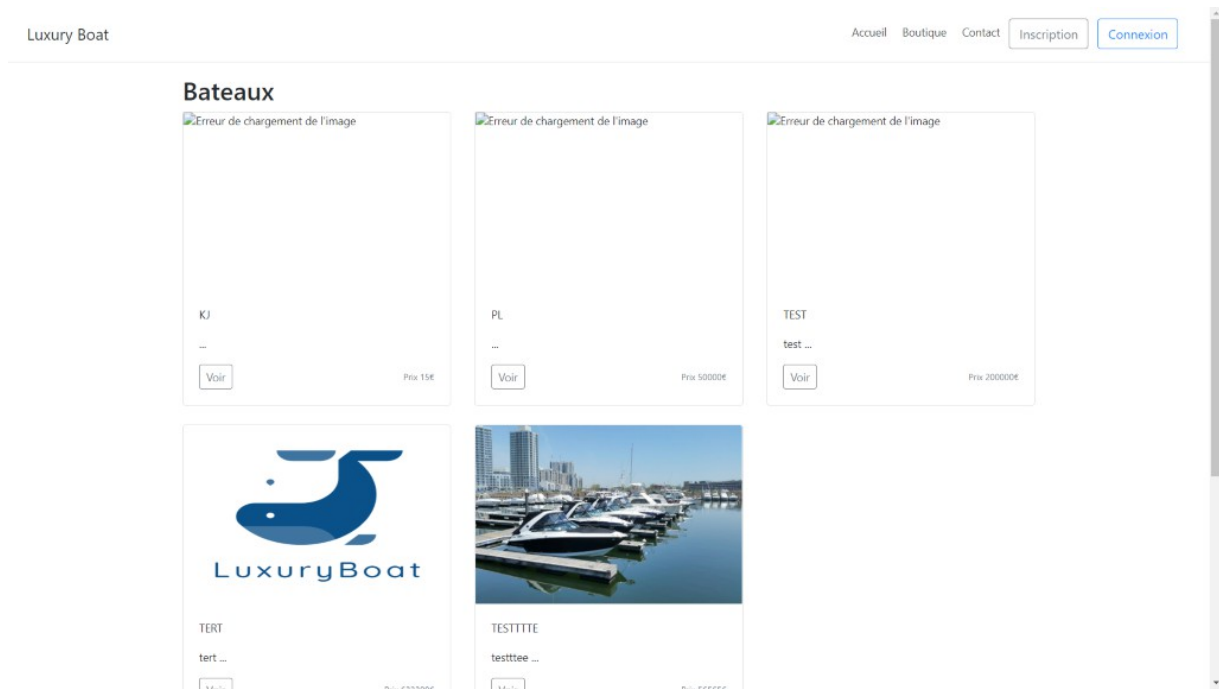 Luxury Boat
Accueil Boutique Contact Inscription Connexion
Bateaux
Erreur de chargement de l'image
KJ
...
Voir
Prix 15€
Erreur de chargement de l'image
PL
...
Voir
Prix 50000€
Erreur de chargement de l'image
TEST
test ...
Voir
Prix 200000€
LuxuryBoat
TERT
tert ...
Voir
TESTTTTE
testttee ...
Voir